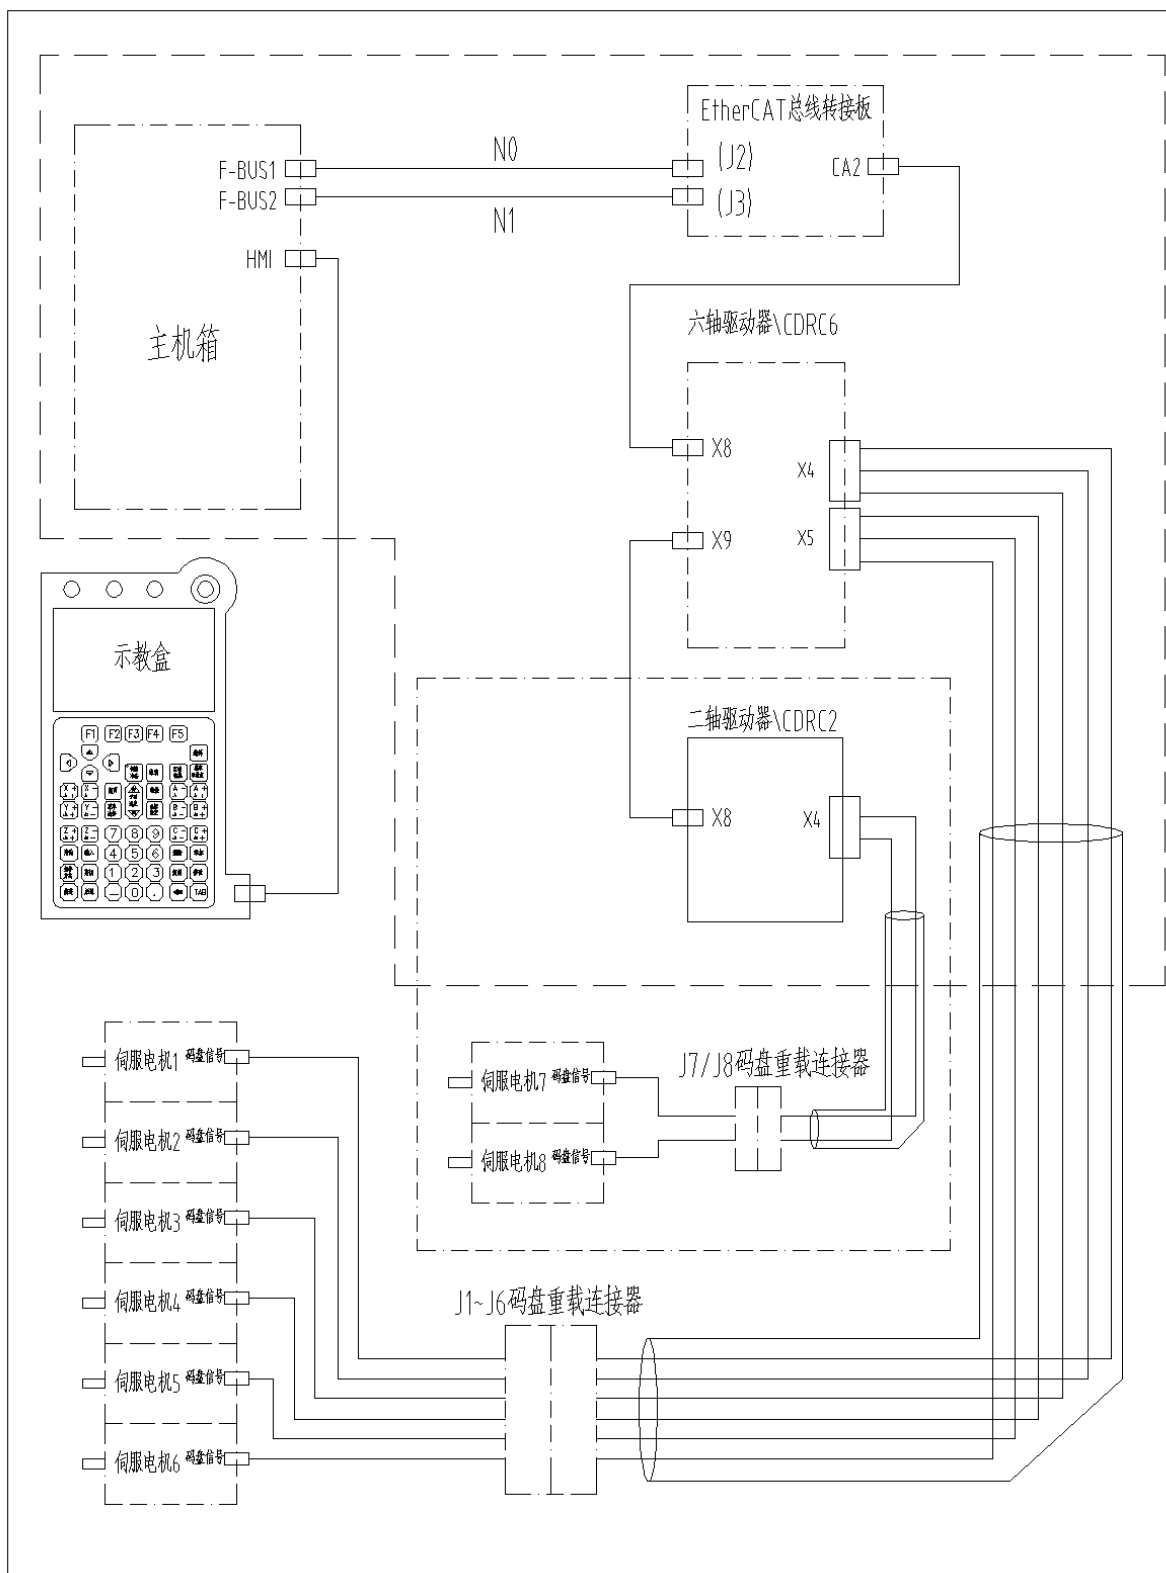 EtherCAT总线转接板
F-BUS1
N0
(J2)
CA2
F-BUS2
N1
(J3)
HMI
主机箱
六轴驱动器\CDRC6
X8
X4
X9
X5
示教盒
二轴驱动器\CDRC2
X8
X4
F1 F2 F3 F4 F5
X+ X- A- A+
Y+ Y- B- B+
Z+ Z- 7 8 9 C- C+
4 5 6
1 2 3
- 0 . TAB
伺服电机1 码盘信号
伺服电机2 码盘信号
伺服电机3 码盘信号
伺服电机4 码盘信号
伺服电机5 码盘信号
伺服电机6 码盘信号
伺服电机7 码盘信号
伺服电机8 码盘信号
J7/J8码盘重载连接器
J1~J6码盘重载连接器